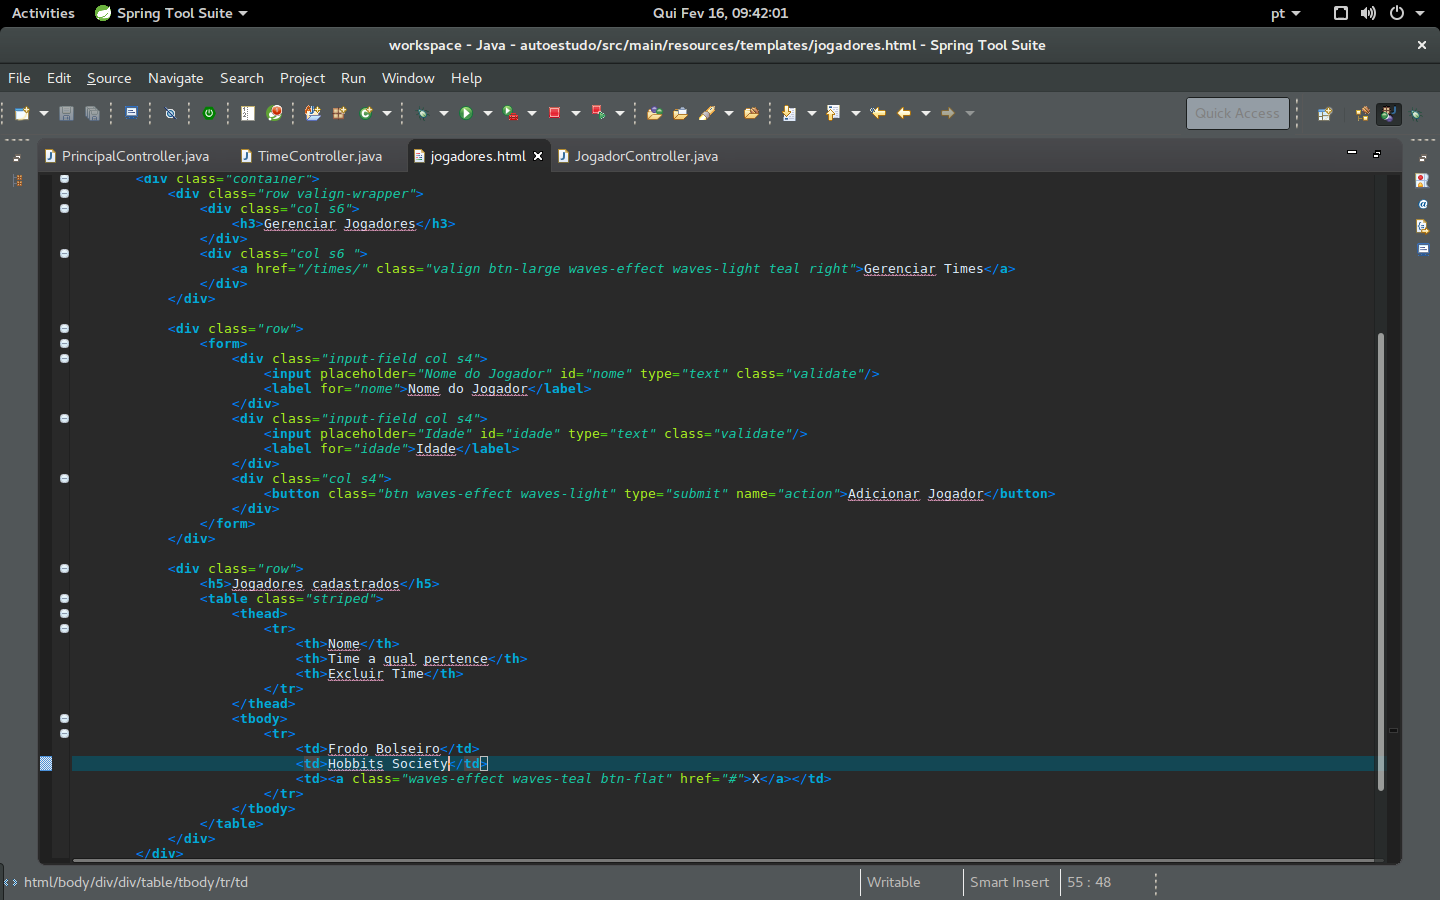 Activities Spring Tool Suite Qui Fev 16, 09:42:01 pt
workspace - Java - autoestudo/src/main/resources/templates/jogadores.html - Spring Tool Suite
File Edit Source Navigate Search Project Run Window Help
Quick Access
PrincipalController.java TimeController.java jogadores.html JogadorController.java
<div class="container">
<div class="row valign-wrapper">
<div class="col s6">
<h3>Gerenciar Jogadores</h3>
</div>
<div class="col s6 ">
<a href="/times/" class="valign btn-large waves-effect waves-light teal right">Gerenciar Times</a>
</div>
</div>
<div class="row">
<form>
<div class="input-field col s4">
<input placeholder="Nome do Jogador" id="nome" type="text" class="validate"/>
<label for="nome">Nome do Jogador</label>
</div>
<div class="input-field col s4">
<input placeholder="Idade" id="idade" type="text" class="validate"/>
<label for="idade">Idade</label>
</div>
<div class="col s4">
<button class="btn waves-effect waves-light" type="submit" name="action">Adicionar Jogador</button>
</div>
</form>
</div>
<div class="row">
<h5>Jogadores cadastrados</h5>
<table class="striped">
<thead>
<tr>
<th>Nome</th>
<th>Time a qual pertence</th>
<th>Excluir Time</th>
</tr>
</thead>
<tbody>
<tr>
<td>Frodo Bolseiro</td>
<td>Hobbits Society</td>
<td><a class="waves-effect waves-teal btn-flat" href="#">X</a></td>
</tr>
</tbody>
</table>
</div>
</div>
html/body/div/div/table/tbody/tr/td Writable Smart Insert 55 : 48